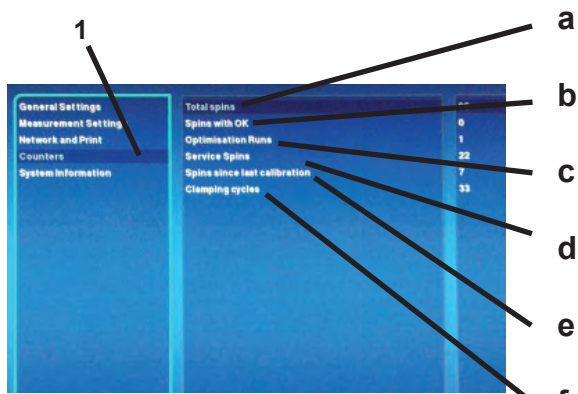 1
a
General Settings
Total spins
b
Measurement Settings
Spins with OK
0
Network and Print
Optimisation Runs
1
c
Counters
Service Spins
22
System Information
Spins since last calibration
7
Clamping cycles
33
d
e